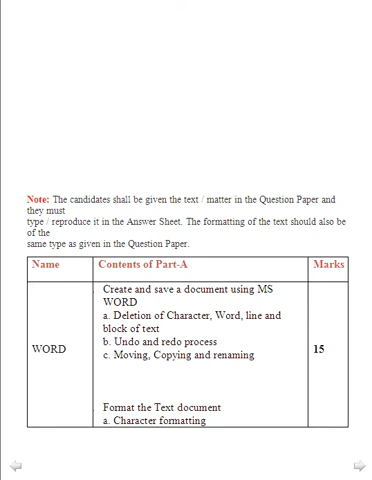 Note: The candidates shall be given the text / matter in the Question Paper and
they must
type / reproduce it in the Answer Sheet. The formatting of the text should also be
of the
same type as given in the Question Paper.
Name Contents of Part-A Marks
Create and save a document using MS
WORD
a. Deletion of Character, Word, line and
block of text
b. Undo and redo process
c. Moving, Copying and renaming
WORD
15
Format the Text document
a. Character formatting